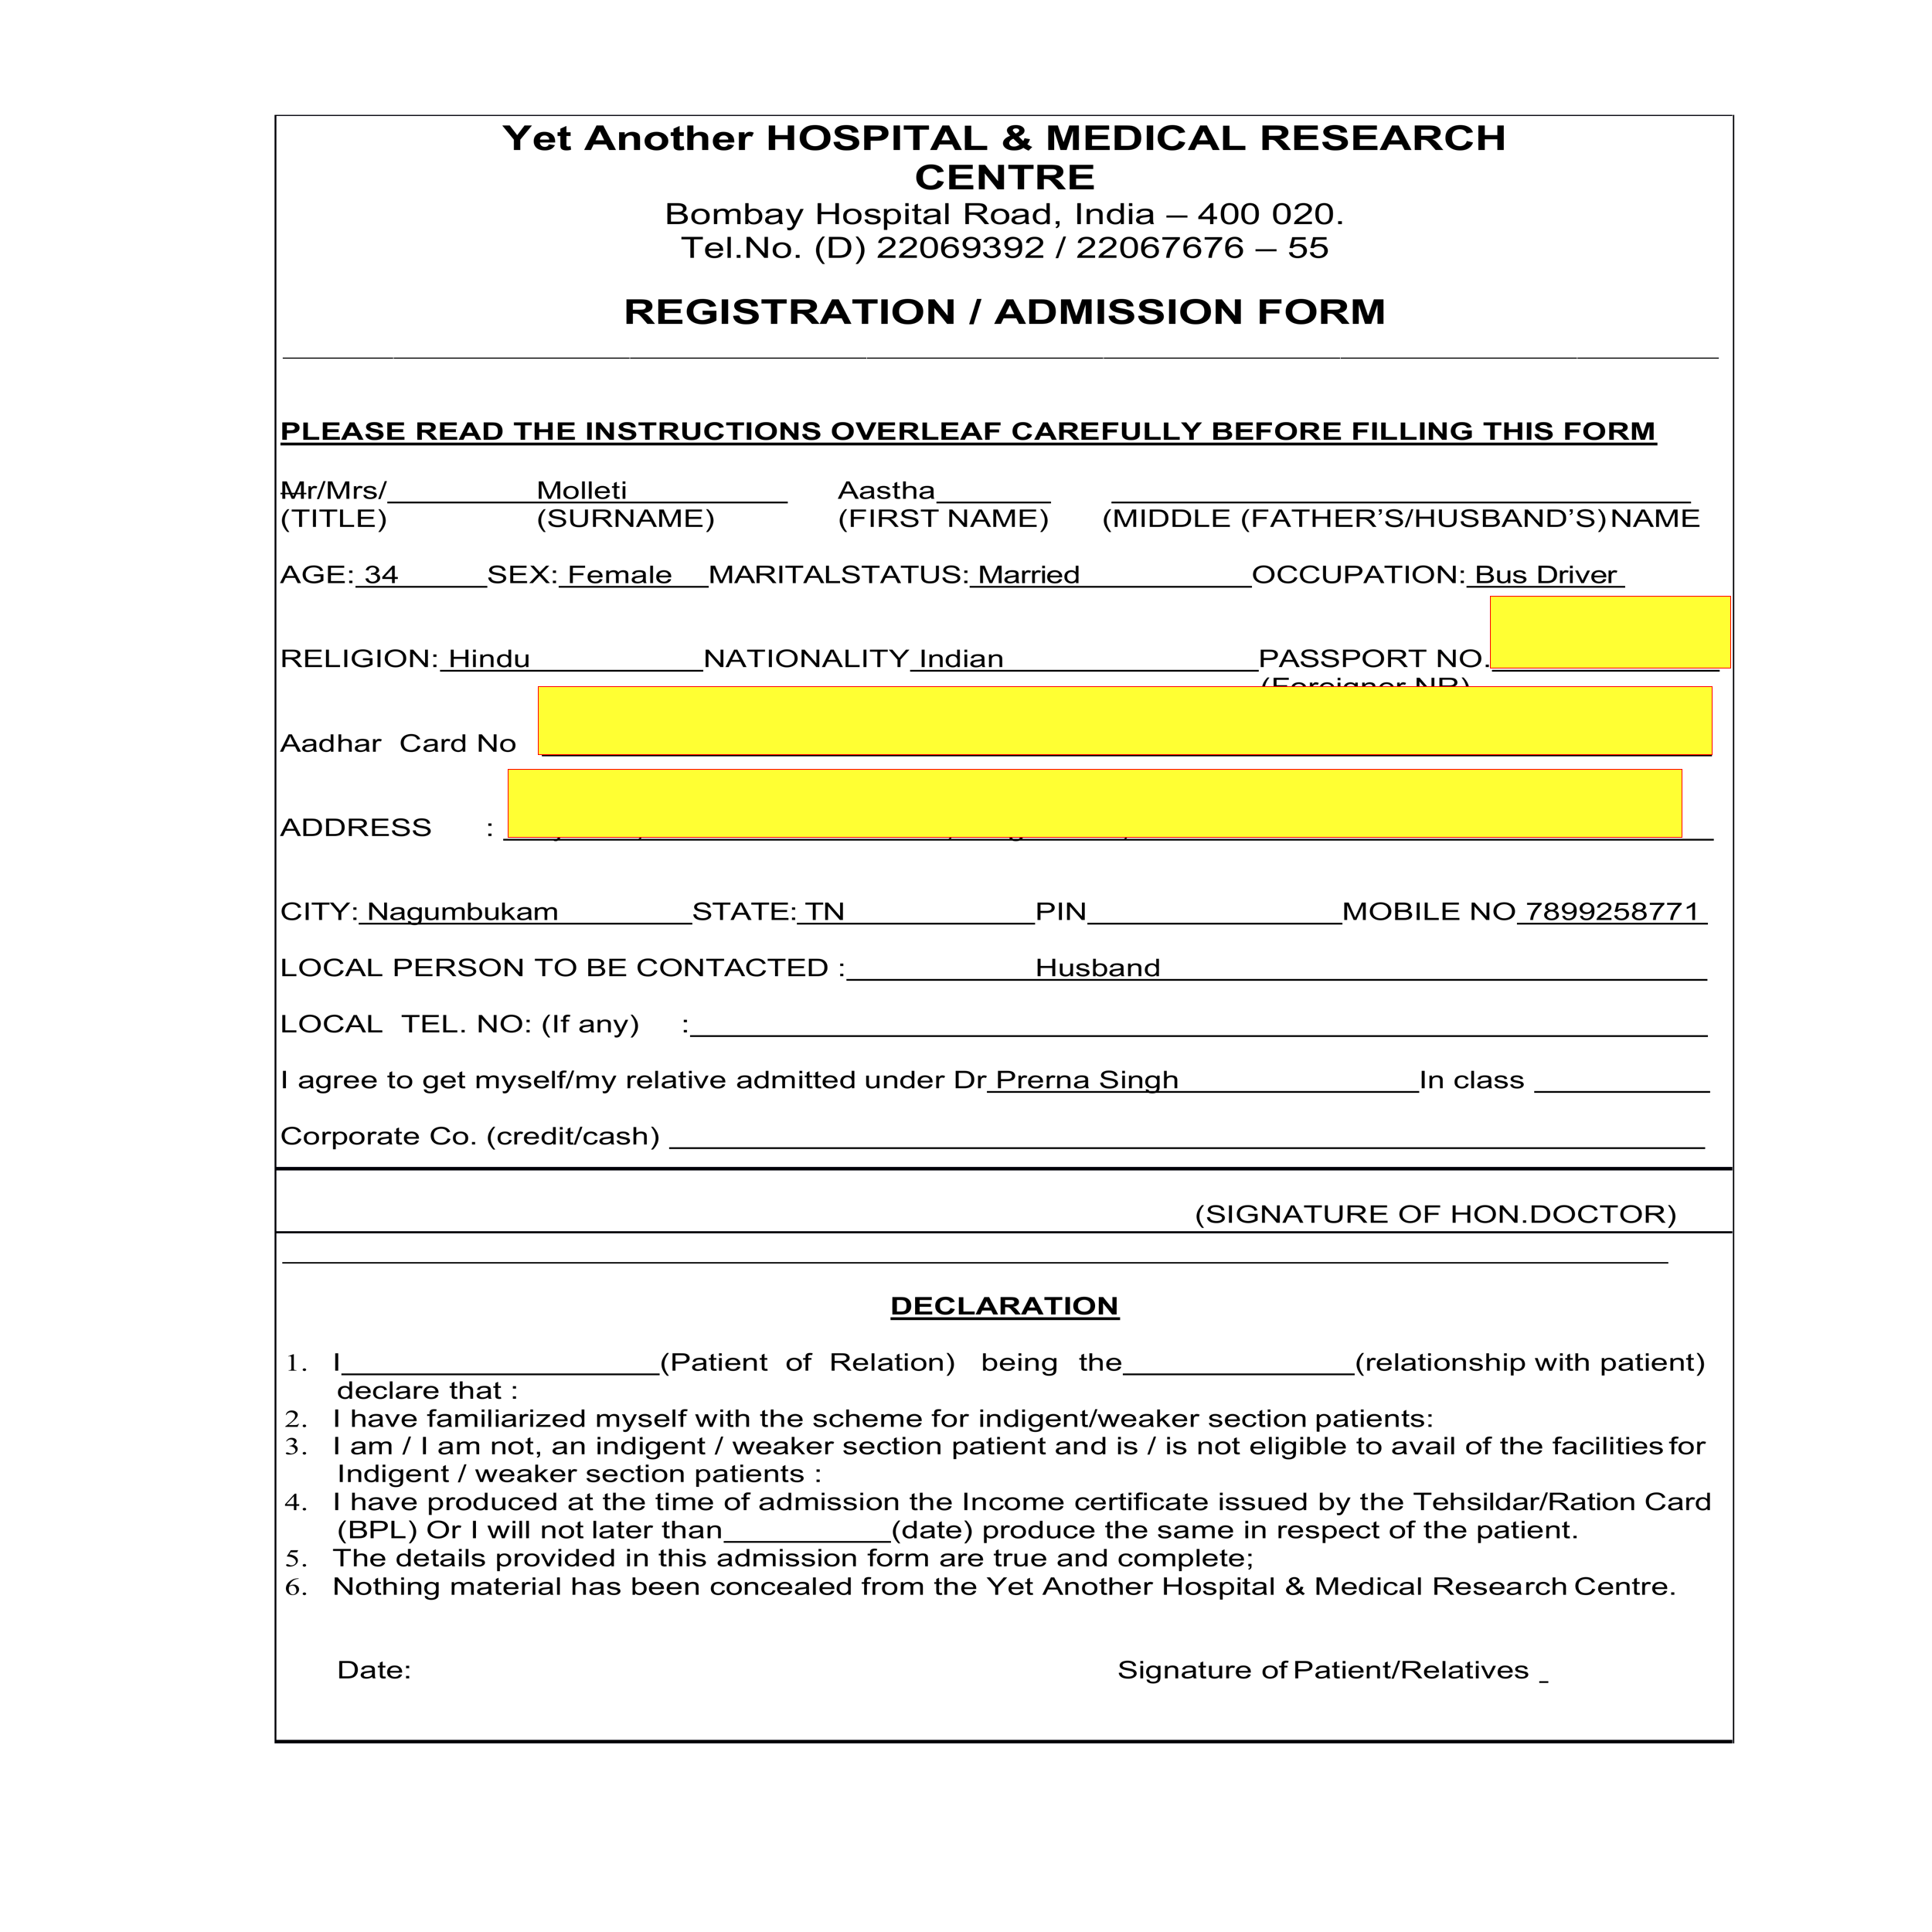 Yet Another HOSPITAL & MEDICAL RESEARCH
CENTRE
Bombay Hospital Road, India – 400 020.
Tel.No. (D) 22069392 / 22067676 – 55
REGISTRATION / ADMISSION FORM
PLEASE READ THE INSTRUCTIONS OVERLEAF CAREFULLY BEFORE FILLING THIS FORM
Mr/Mrs/ Molleti Aastha
(TITLE) (SURNAME) (FIRST NAME) (MIDDLE (FATHER’S/HUSBAND’S) NAME
AGE: 34 SEX: Female MARITALSTATUS: Married OCCUPATION: Bus Driver
RELIGION: Hindu NATIONALITY Indian PASSPORT NO.
Aadhar Card No
ADDRESS :
CITY: Nagumbukam STATE: TN PIN MOBILE NO 7899258771
LOCAL PERSON TO BE CONTACTED : Husband
LOCAL TEL. NO: (If any) :
I agree to get myself/my relative admitted under Dr Prerna Singh In class
Corporate Co. (credit/cash)
(SIGNATURE OF HON.DOCTOR)
DECLARATION
1. I (Patient of Relation) being the (relationship with patient)
declare that :
2. I have familiarized myself with the scheme for indigent/weaker section patients:
3. I am / I am not, an indigent / weaker section patient and is / is not eligible to avail of the facilities for
Indigent / weaker section patients :
4. I have produced at the time of admission the Income certificate issued by the Tehsildar/Ration Card
(BPL) Or I will not later than (date) produce the same in respect of the patient.
5. The details provided in this admission form are true and complete;
6. Nothing material has been concealed from the Yet Another Hospital & Medical Research Centre.
Date: Signature of Patient/Relatives _